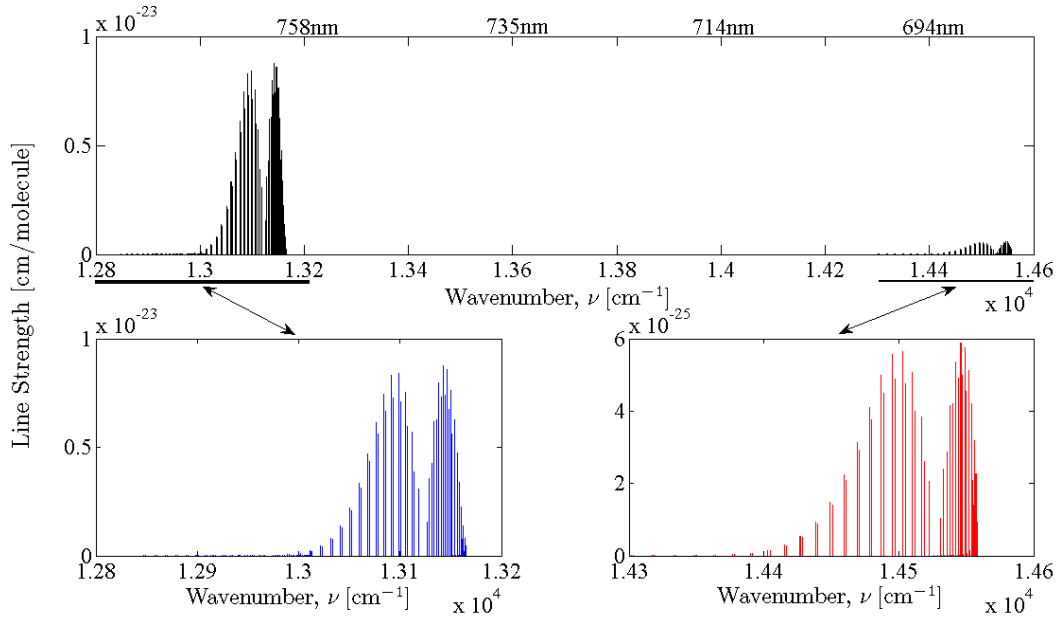 x 10^-23
758nm 735nm 714nm 694nm
1
0.5
0
1.28 1.3 1.32 1.34 1.36 1.38 1.4 1.42 1.44 1.46
Wavenumber, ν [cm⁻¹]
x 10^4
Line Strength [cm/molecule]
x 10^-23
1
0.5
0
1.28 1.29 1.3 1.31 1.32
Wavenumber, ν [cm⁻¹]
x 10^4
x 10^-25
6
4
2
0
1.43 1.44 1.45 1.46
Wavenumber, ν [cm⁻¹]
x 10^4